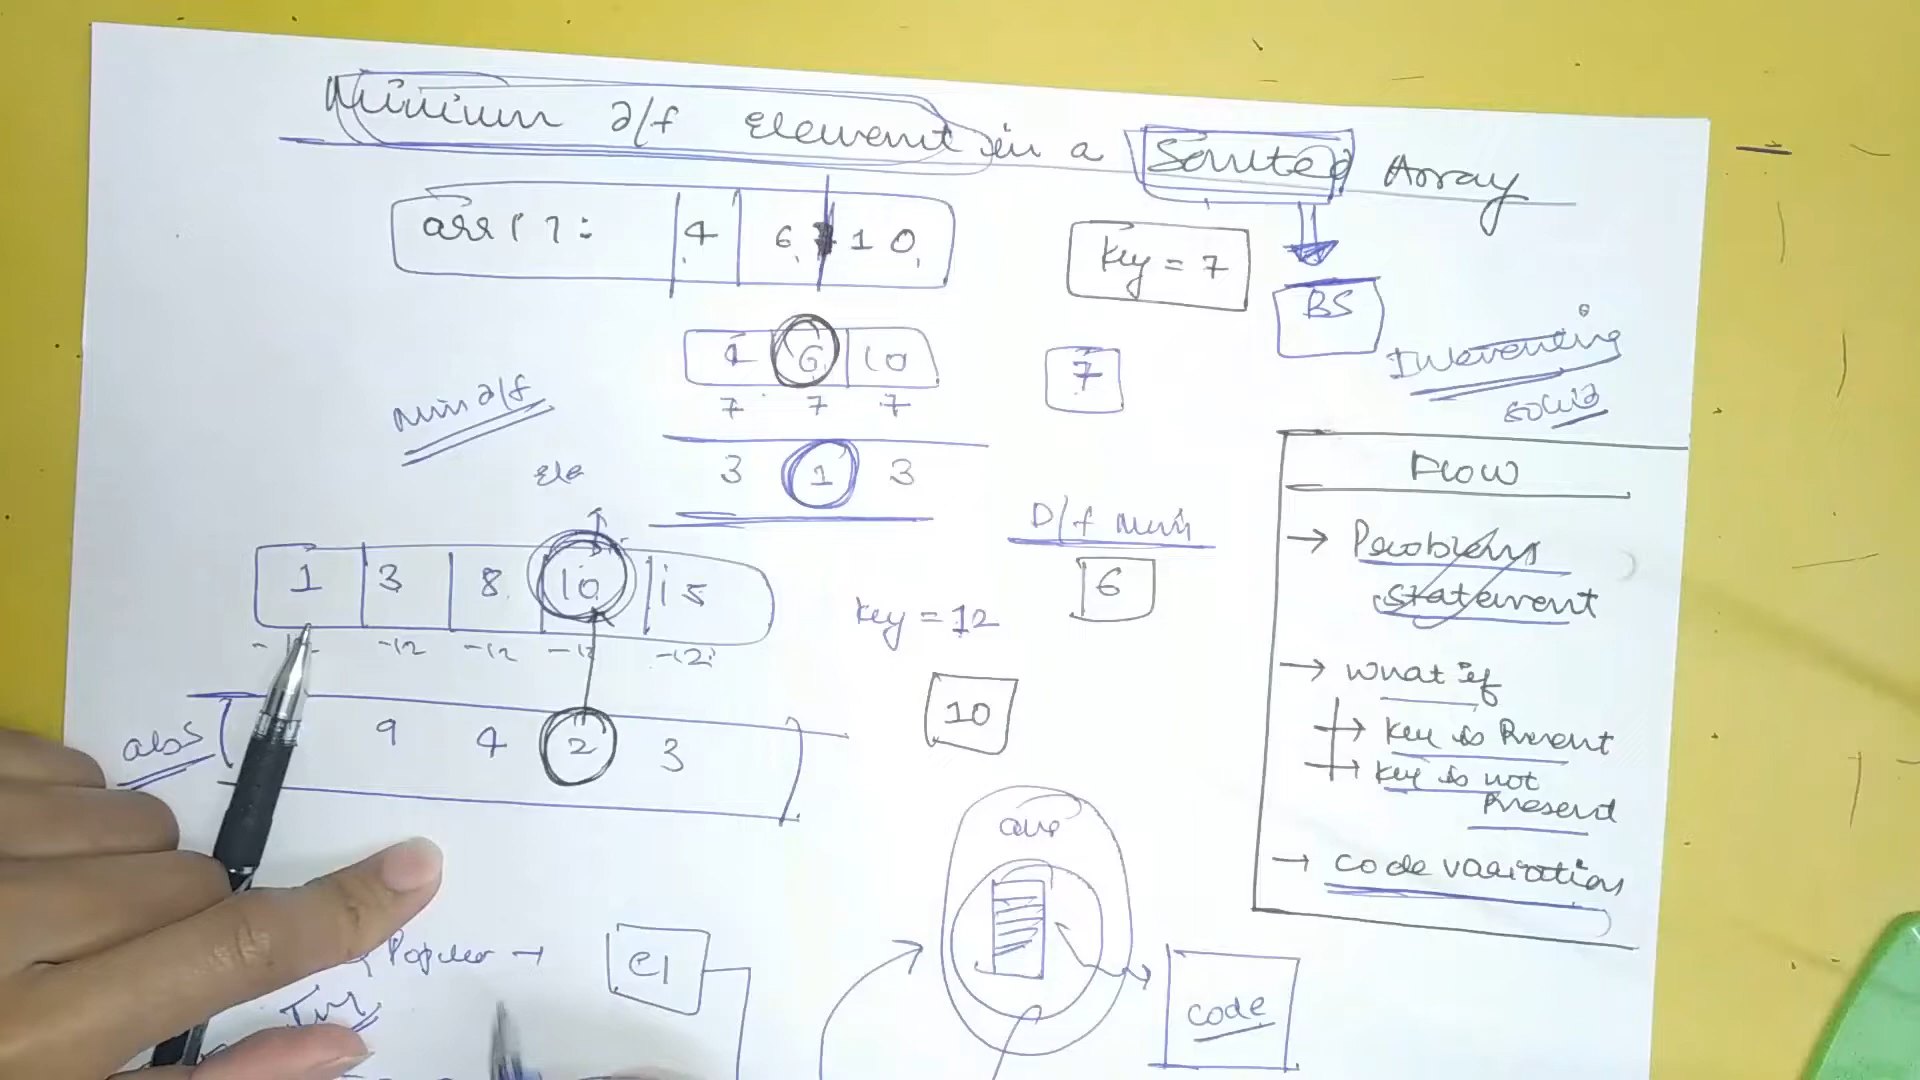 Minimum d/f Element in a Sorted Array
arr[ ] : 4 6 10
Key = 7
BS
4 6 10
7
7 7 7
Min d/f
Interesting
solid
3 1 3
Ele
Flow
D/f min
→ Problem
statement
1 3 8 10 15
Key = 12
6
-12 -12 -12 -12
→ What if
→ Key is Present
→ Key is not
Present
10
abs 9 4 2 3
→ Code variations
are
Popular →
e1
code
Try